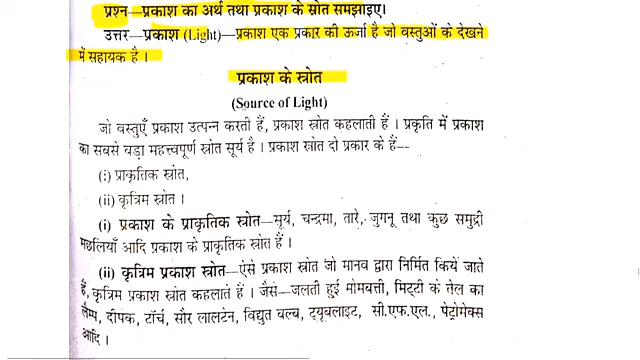 प्रश्न—प्रकाश का अर्थ तथा प्रकाश के स्रोत समझाइए।
उत्तर—प्रकाश (Light)—प्रकाश एक प्रकार की ऊर्जा है जो वस्तुओं के देखने
में सहायक है ।
प्रकाश के स्रोत
(Source of Light)
जो वस्तुएँ प्रकाश उत्पन्न करती हैं, प्रकाश स्रोत कहलाती हैं । प्रकृति में प्रकाश
का सबसे बड़ा महत्त्वपूर्ण स्रोत सूर्य है । प्रकाश स्रोत दो प्रकार के हैं—
(i) प्राकृतिक स्रोत,
(ii) कृत्रिम स्रोत ।
(i) प्रकाश के प्राकृतिक स्रोत—सूर्य, चन्द्रमा, तारे, जुगनू तथा कुछ समुद्री
मछलियाँ आदि प्रकाश के प्राकृतिक स्रोत हैं ।
(ii) कृत्रिम प्रकाश स्रोत—ऐसे प्रकाश स्रोत जो मानव द्वारा निर्मित किये जाते
हैं, कृत्रिम प्रकाश स्रोत कहलाते हैं । जैसे—जलती हुई मोमबत्ती, मिट्टी के तेल का
लैम्प, दीपक, टॉर्च, सौर लालटेन, विद्युत बल्ब, ट्यूबलाइट, सी.एफ.एल., पेट्रोमेक्स
आदि ।